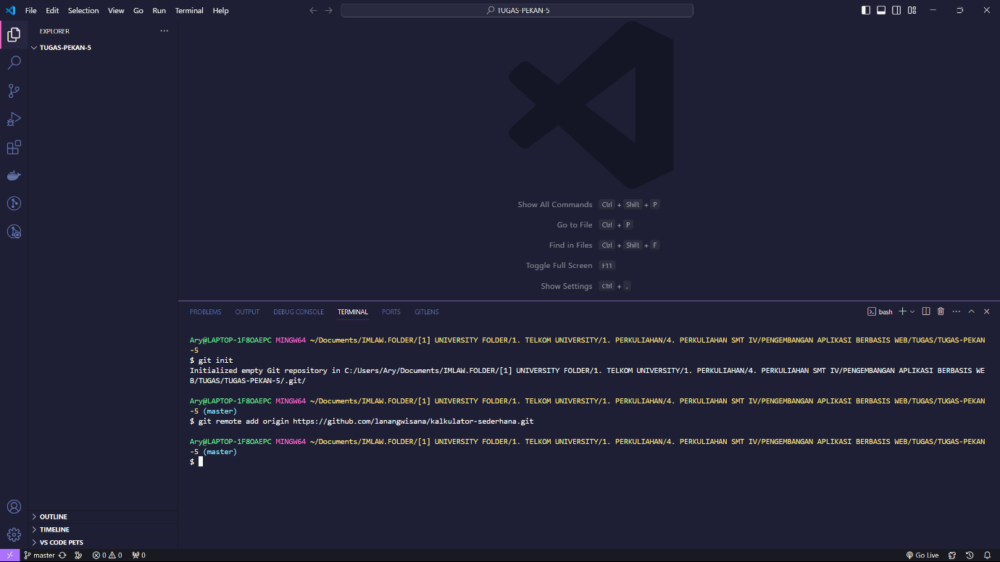 File Edit Selection View Go Run Terminal Help
TUGAS-PEKAN-5
EXPLORER
TUGAS-PEKAN-5
Show All Commands Ctrl + Shift + P
Go to File Ctrl + P
Find in Files Ctrl + Shift + F
Toggle Full Screen F11
Show Settings Ctrl + ,
PROBLEMS OUTPUT DEBUG CONSOLE TERMINAL PORTS GITLENS
bash
Ary@LAPTOP-1F8OAEPC MINGW64 ~/Documents/IMLAW.FOLDER/[1] UNIVERSITY FOLDER/1. TELKOM UNIVERSITY/1. PERKULIAHAN/4. PERKULIAHAN SMT IV/PENGEMBANGAN APLIKASI BERBASIS WEB/TUGAS/TUGAS-PEKAN
-5
$ git init
Initialized empty Git repository in C:/Users/Ary/Documents/IMLAW.FOLDER/[1] UNIVERSITY FOLDER/1. TELKOM UNIVERSITY/1. PERKULIAHAN/4. PERKULIAHAN SMT IV/PENGEMBANGAN APLIKASI BERBASIS WE
B/TUGAS/TUGAS-PEKAN-5/.git/
Ary@LAPTOP-1F8OAEPC MINGW64 ~/Documents/IMLAW.FOLDER/[1] UNIVERSITY FOLDER/1. TELKOM UNIVERSITY/1. PERKULIAHAN/4. PERKULIAHAN SMT IV/PENGEMBANGAN APLIKASI BERBASIS WEB/TUGAS/TUGAS-PEKAN
-5 (master)
$ git remote add origin https://github.com/lanangwisana/kalkulator-sederhana.git
Ary@LAPTOP-1F8OAEPC MINGW64 ~/Documents/IMLAW.FOLDER/[1] UNIVERSITY FOLDER/1. TELKOM UNIVERSITY/1. PERKULIAHAN/4. PERKULIAHAN SMT IV/PENGEMBANGAN APLIKASI BERBASIS WEB/TUGAS/TUGAS-PEKAN
-5 (master)
$
OUTLINE
TIMELINE
VS CODE PETS
master 0 0 0 Go Live